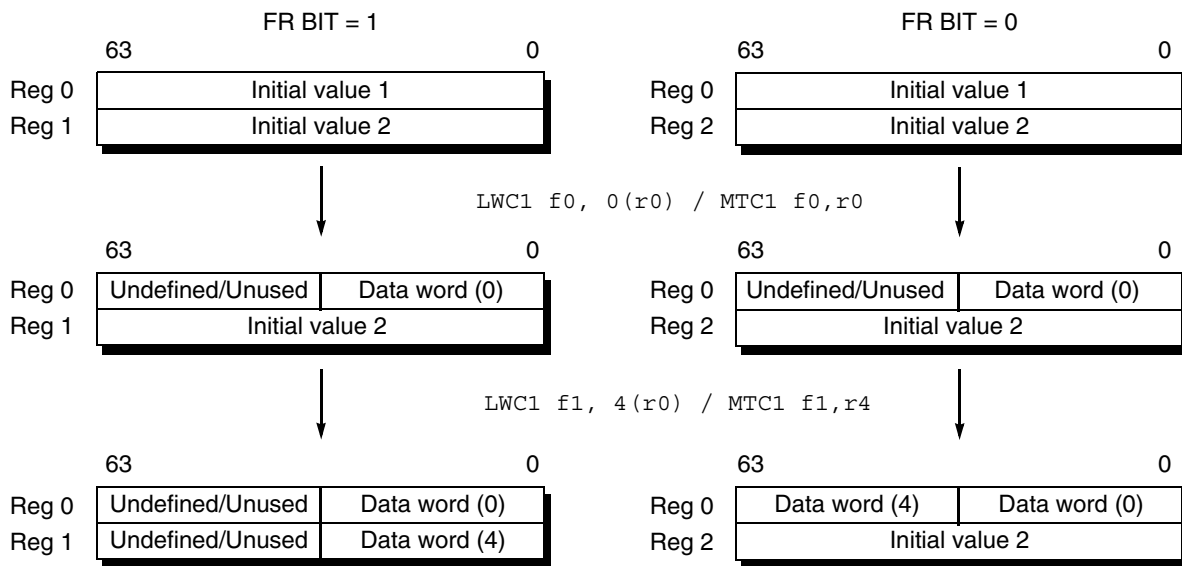 FR BIT = 1 FR BIT = 0
63 0 63 0
Reg 0 Initial value 1 Reg 0 Initial value 1
Reg 1 Initial value 2 Reg 2 Initial value 2
LWC1 f0, 0(r0) / MTC1 f0,r0
63 0 63 0
Reg 0 Undefined/Unused Data word (0) Reg 0 Undefined/Unused Data word (0)
Reg 1 Initial value 2 Reg 2 Initial value 2
LWC1 f1, 4(r0) / MTC1 f1,r4
63 0 63 0
Reg 0 Undefined/Unused Data word (0) Reg 0 Data word (4) Data word (0)
Reg 1 Undefined/Unused Data word (4) Reg 2 Initial value 2